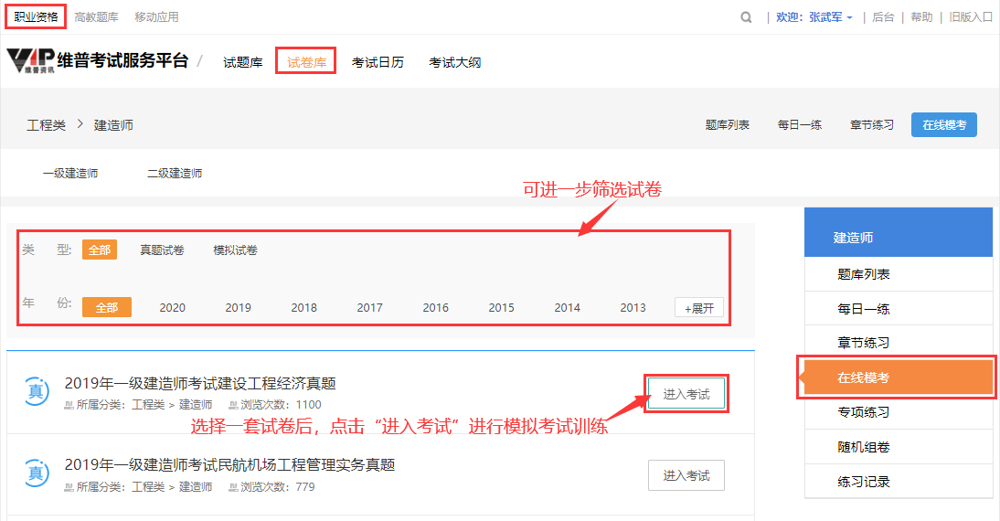 职业资格 高教题库 移动应用 | 欢迎：张武军 | 后台 | 帮助 | 旧版入口
VIP 维普资讯 维普考试服务平台 / 试题库 试卷库 考试日历 考试大纲
工程类 > 建造师 题库列表 每日一练 章节练习 在线模考
一级建造师 二级建造师
可进一步筛选试卷
类 型: 全部 真题试卷 模拟试卷
年 份: 全部 2020 2019 2018 2017 2016 2015 2014 2013 +展开
真 2019年一级建造师考试建设工程经济真题
所属分类：工程类 > 建造师 浏览次数：1100
进入考试
选择一套试卷后，点击“进入考试”进行模拟考试训练
真 2019年一级建造师考试民航机场工程管理实务真题
所属分类：工程类 > 建造师 浏览次数：779
进入考试
建造师
题库列表
每日一练
章节练习
在线模考
专项练习
随机组卷
练习记录